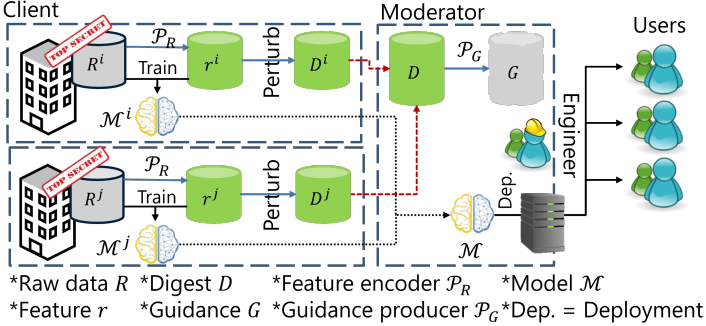 Client
Moderator
Users
TOP SECRET
R^i
𝒫_R
Train
r^i
Perturb
D^i
ℳ^i
D
𝒫_G
G
Engineer
TOP SECRET
R^j
𝒫_R
Train
r^j
Perturb
D^j
ℳ^j
ℳ
Dep.
*Raw data R *Digest D *Feature encoder 𝒫_R *Model ℳ
*Feature r *Guidance G *Guidance producer 𝒫_G *Dep. = Deployment